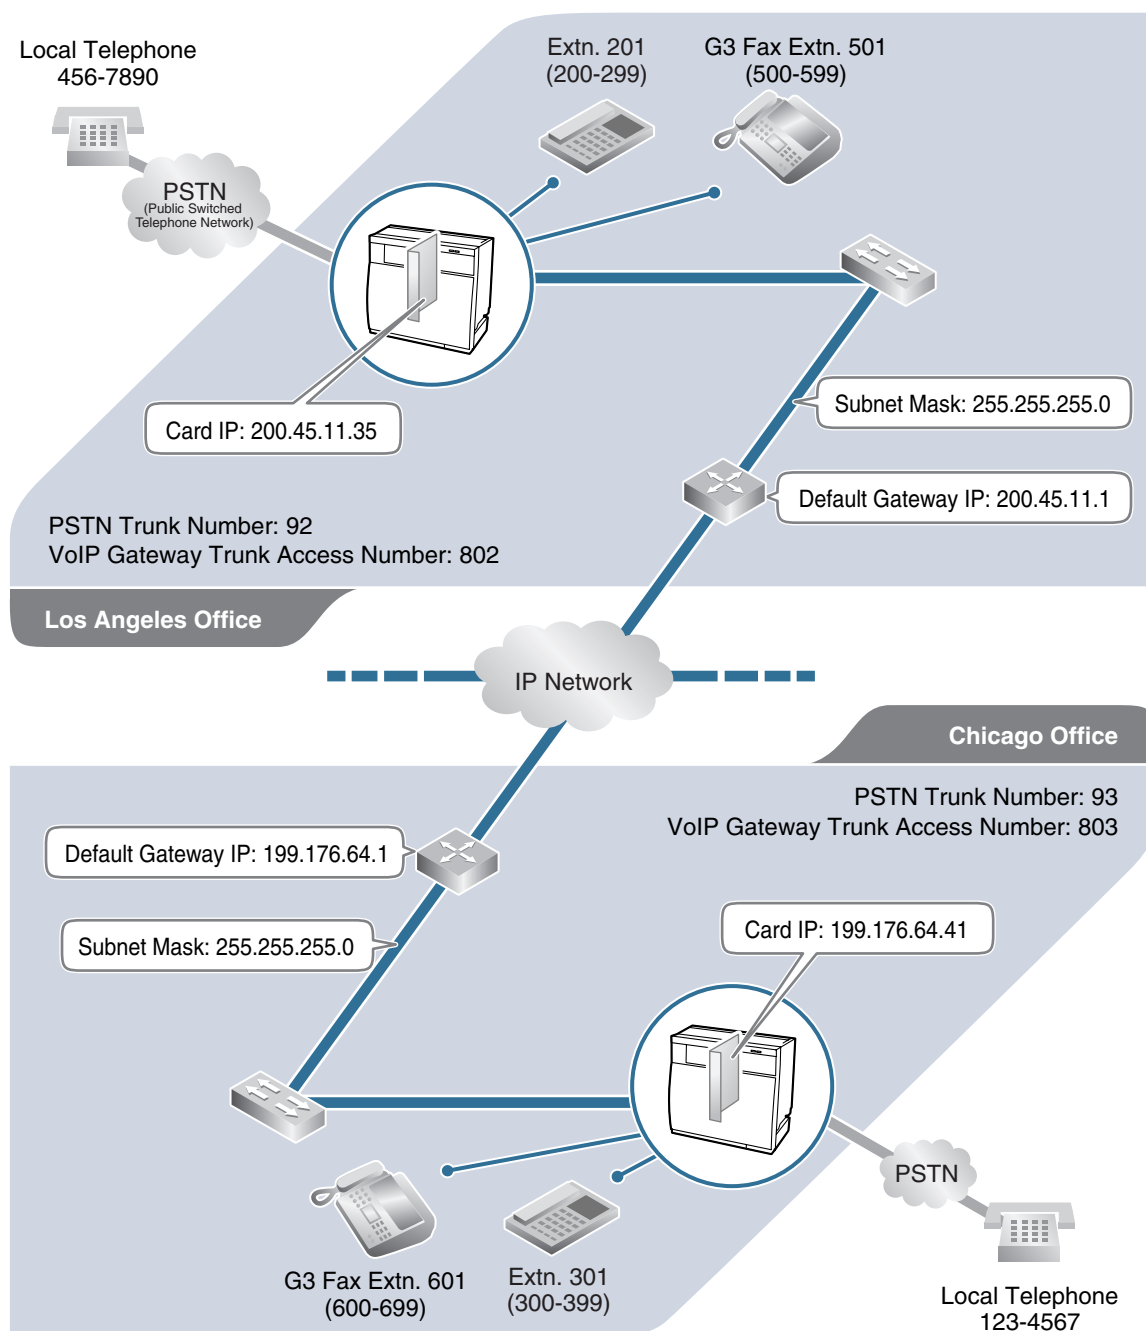 Local Telephone
456-7890
Extn. 201
(200-299)
G3 Fax Extn. 501
(500-599)
PSTN
(Public Switched
Telephone Network)
Card IP: 200.45.11.35
Subnet Mask: 255.255.255.0
Default Gateway IP: 200.45.11.1
PSTN Trunk Number: 92
VoIP Gateway Trunk Access Number: 802
Los Angeles Office
IP Network
Chicago Office
PSTN Trunk Number: 93
VoIP Gateway Trunk Access Number: 803
Default Gateway IP: 199.176.64.1
Subnet Mask: 255.255.255.0
Card IP: 199.176.64.41
PSTN
G3 Fax Extn. 601
(600-699)
Extn. 301
(300-399)
Local Telephone
123-4567